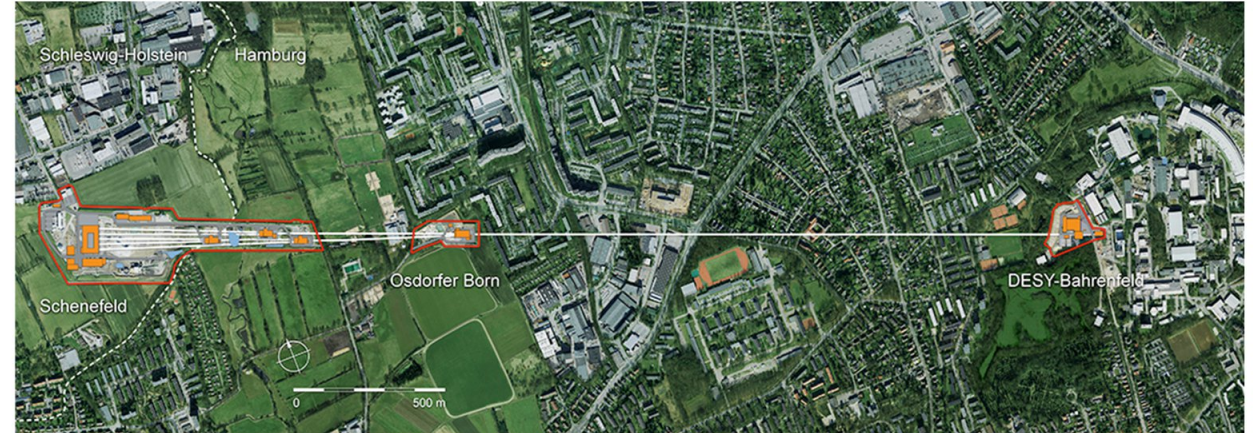 Schleswig-Holstein
Hamburg
Osdorfer Born
DESY-Bahrenfeld
Schenefeld
0
500 m